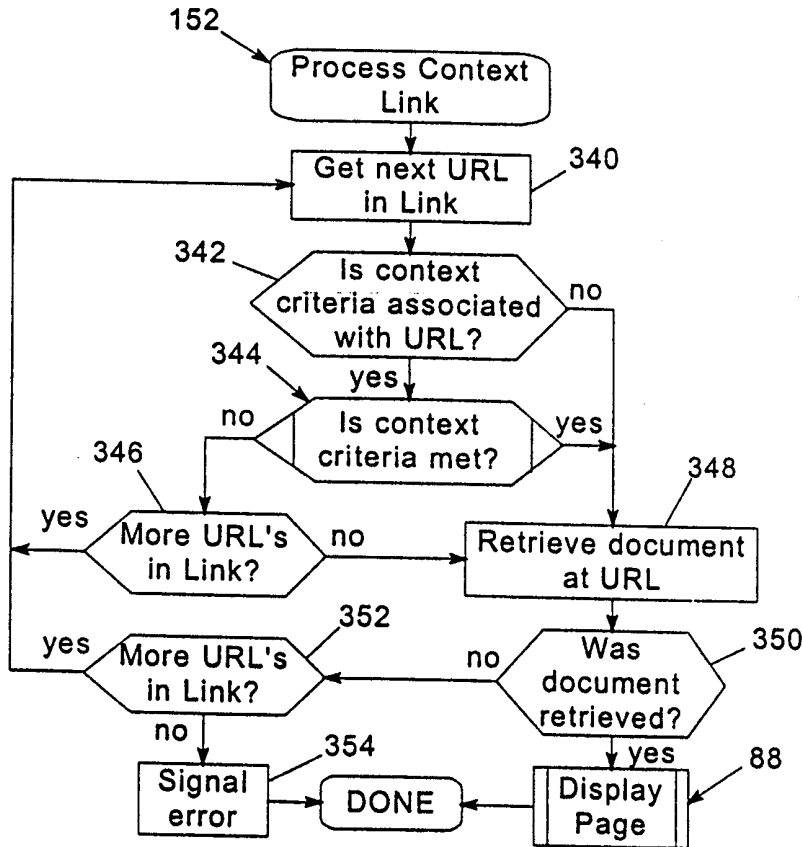 152
Process Context
Link
Get next URL
in Link
340
342
Is context
criteria associated
with URL?
no
yes
344
no
Is context
criteria met?
yes
346
348
yes
More URL's
in Link?
no
Retrieve document
at URL
352
yes
More URL's
in Link?
no
Was
document
retrieved?
350
no
354
yes
Signal
error
DONE
Display
Page
88